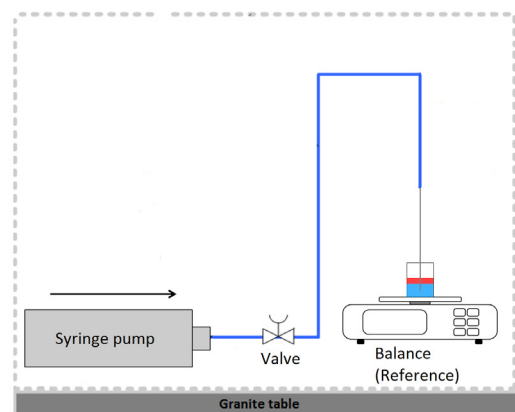 Syringe pump
Valve
Balance
(Reference)
Granite table